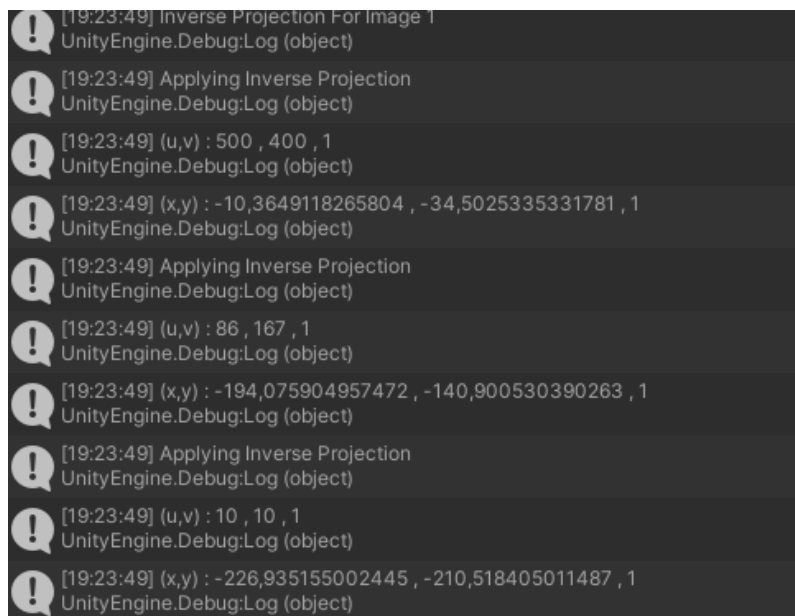 [19:23:49] Inverse Projection For Image 1
UnityEngine.Debug:Log (object)
[19:23:49] Applying Inverse Projection
UnityEngine.Debug:Log (object)
[19:23:49] (u,v) : 500 , 400 , 1
UnityEngine.Debug:Log (object)
[19:23:49] (x,y) : -10,3649118265804 , -34,5025335331781 , 1
UnityEngine.Debug:Log (object)
[19:23:49] Applying Inverse Projection
UnityEngine.Debug:Log (object)
[19:23:49] (u,v) : 86 , 167 , 1
UnityEngine.Debug:Log (object)
[19:23:49] (x,y) : -194,075904957472 , -140,900530390263 , 1
UnityEngine.Debug:Log (object)
[19:23:49] Applying Inverse Projection
UnityEngine.Debug:Log (object)
[19:23:49] (u,v) : 10 , 10 , 1
UnityEngine.Debug:Log (object)
[19:23:49] (x,y) : -226,935155002445 , -210,518405011487 , 1
UnityEngine.Debug:Log (object)